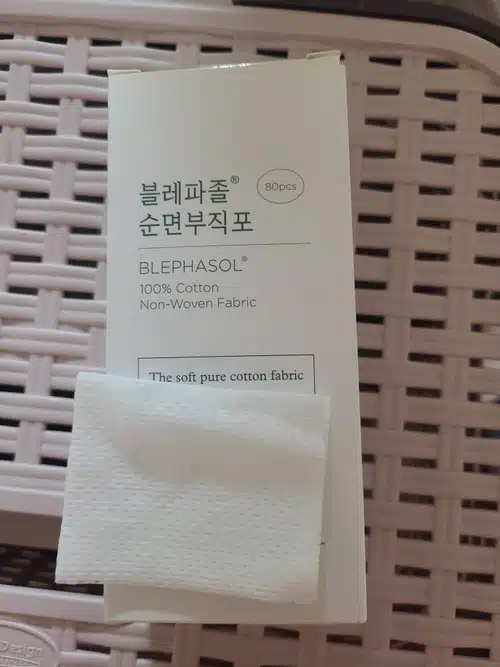 블레파졸®
80pcs
순면부직포
BLEPHASOL®
100% Cotton
Non-Woven Fabric
The soft pure cotton fabric
Design